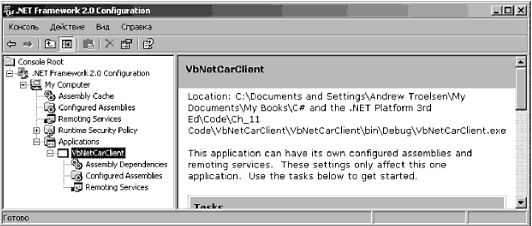 .NET Framework 2.0 Configuration
Консоль Действие Вид Справка
Console Root
.NET Framework 2.0 Configuration
My Computer
Assembly Cache
Configured Assemblies
Remoting Services
Runtime Security Policy
Applications
VbNetCarClient
Assembly Dependencies
Configured Assemblies
Remoting Services
VbNetCarClient
Location: C:\Documents and Settings\Andrew Troelsen\My
Documents\My Books\C# and the .NET Platform 3rd
Ed\Code\Ch_11
Code\VbNetCarClient\VbNetCarClient\bin\Debug\VbNetCarClient.exe
This application can have its own configured assemblies and
remoting services. These settings only affect this one
application. Use the tasks below to get started.
Tasks
Готово